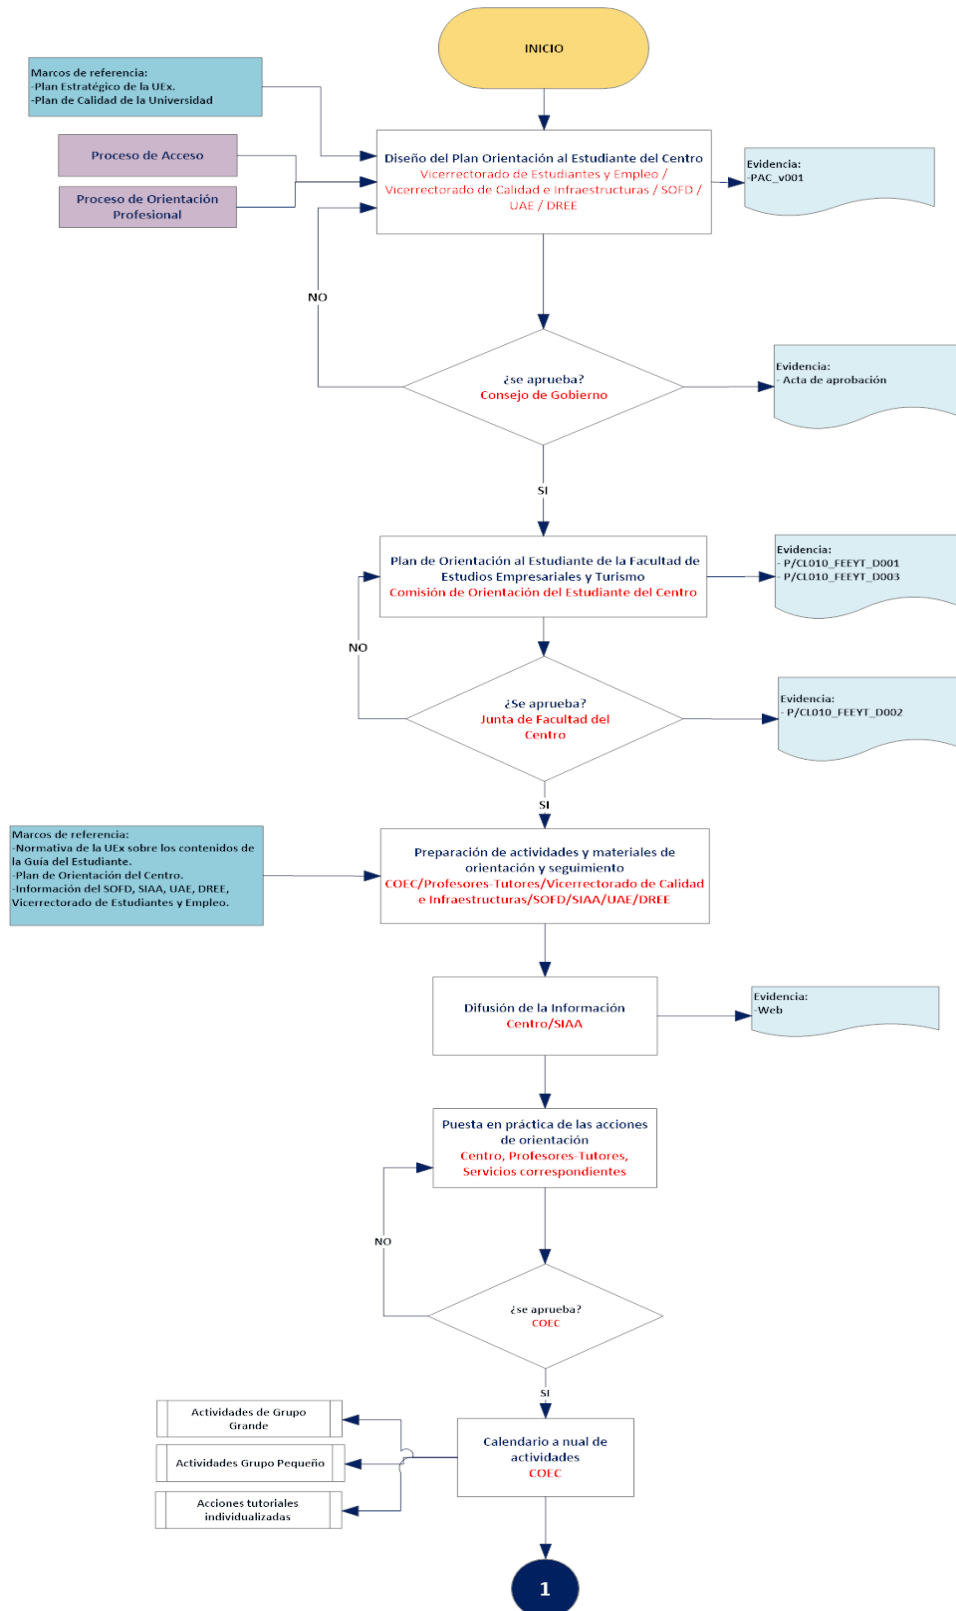 INICIO
Marcos de referencia:
-Plan Estratégico de la UEx.
-Plan de Calidad de la Universidad
Proceso de Acceso
Proceso de Orientación
Profesional
Diseño del Plan Orientación al Estudiante del Centro
Vicerrectorado de Estudiantes y Empleo /
Vicerrectorado de Calidad e Infraestructuras / SOFD /
UAE / DREE
Evidencia:
-PAC_v001
NO
¿se aprueba?
Consejo de Gobierno
Evidencia:
- Acta de aprobación
SI
Plan de Orientación al Estudiante de la Facultad de
Estudios Empresariales y Turismo
Comisión de Orientación del Estudiante del Centro
Evidencia:
- P/CL010_FEEYT_D001
- P/CL010_FEEYT_D003
NO
¿Se aprueba?
Junta de Facultad del
Centro
Evidencia:
- P/CL010_FEEYT_D002
SI
Marcos de referencia:
-Normativa de la UEx sobre los contenidos de
la Guía del Estudiante.
-Plan de Orientación del Centro.
-Información del SOFD, SIAA, UAE, DREE,
Vicerrectorado de Estudiantes y Empleo.
Preparación de actividades y materiales de
orientación y seguimiento
COEC/Profesores-Tutores/Vicerrectorado de Calidad
e Infraestructuras/SOFD/SIAA/UAE/DREE
Difusión de la Información
Centro/SIAA
Evidencia:
-Web
Puesta en práctica de las acciones
de orientación
Centro, Profesores-Tutores,
Servicios correspondientes
NO
¿se aprueba?
COEC
SI
Actividades de Grupo
Grande
Actividades Grupo Pequeño
Acciones tutoriales
individualizadas
Calendario a nual de
actividades
COEC
1